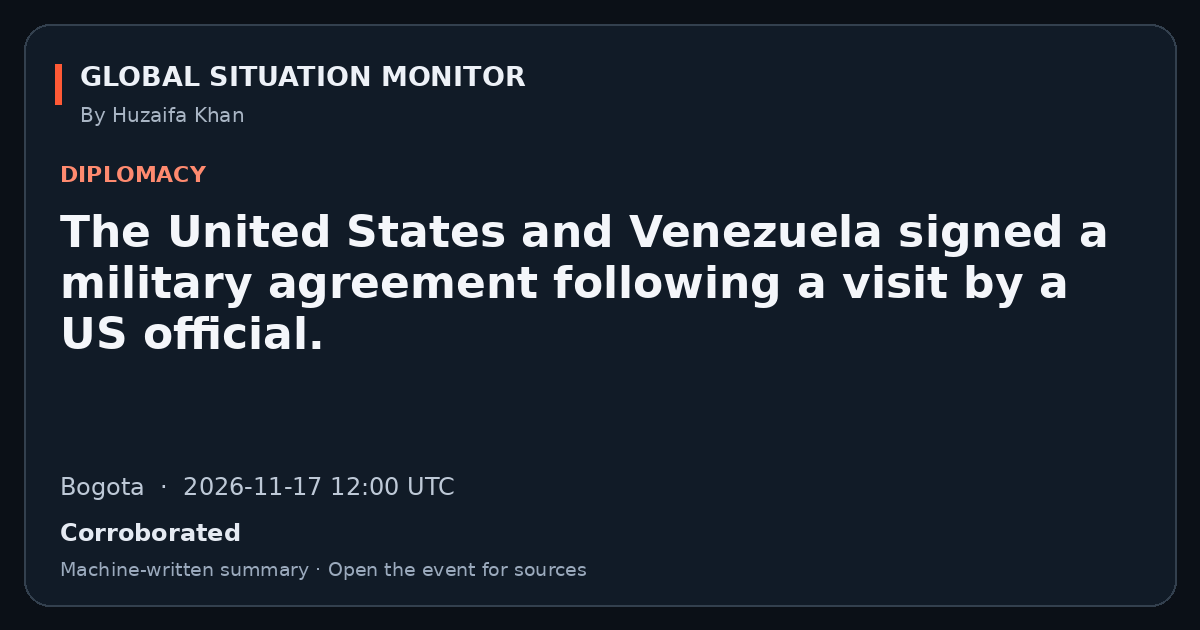 GLOBAL SITUATION MONITOR
By Huzaifa Khan
DIPLOMACY
The United States and Venezuela signed a
military agreement following a visit by a
US official.
Bogota · 2026-11-17 12:00 UTC
Corroborated
Machine-written summary · Open the event for sources